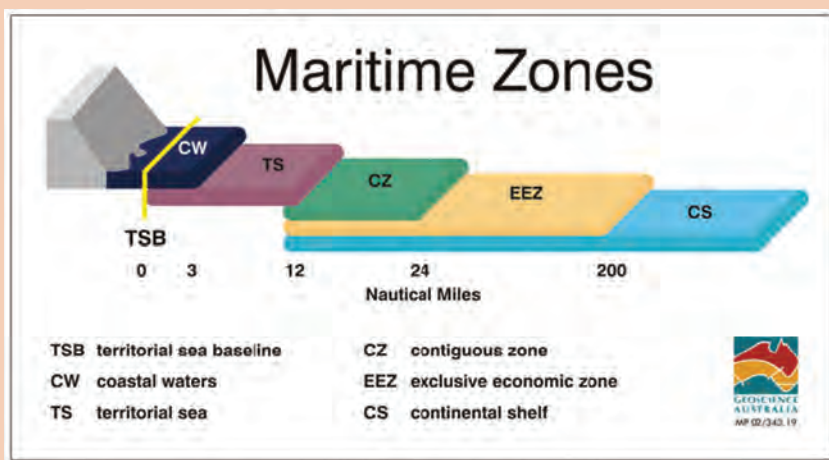 Maritime Zones
CW
TS
CZ
EEZ
CS
TSB
0 3 12 24 200
Nautical Miles
TSB territorial sea baseline
CW coastal waters
TS territorial sea
CZ contiguous zone
EEZ exclusive economic zone
CS continental shelf
GEOSCIENCE
AUSTRALIA
MP 02/343.19